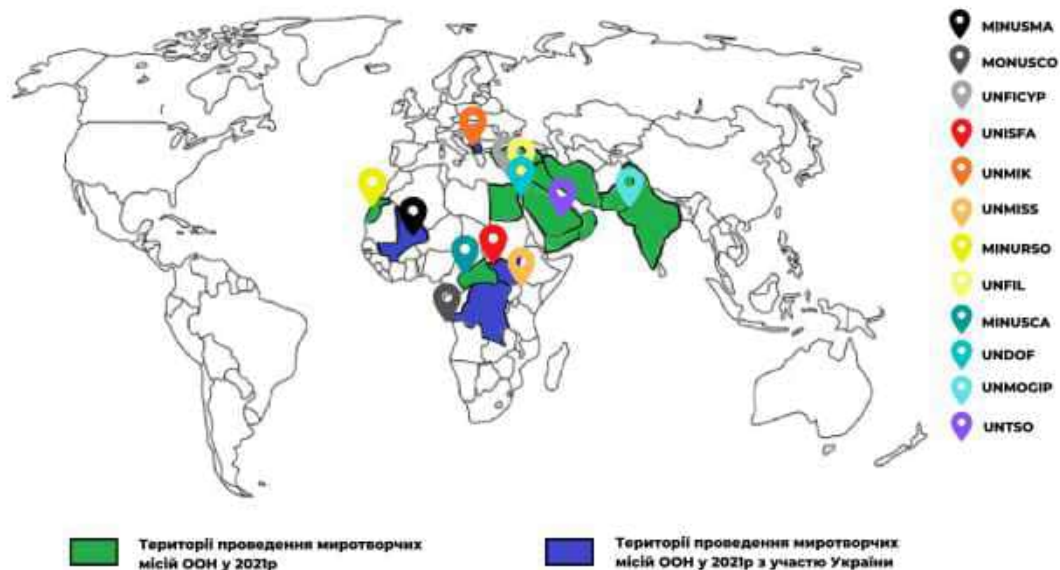 MINUSMA
MONUSCO
UNFICYP
UNISFA
UNMIK
UNMISS
MINURSO
UNFIL
MINUSCA
UNDOF
UNMOGIP
UNTSO
Території проведення миротворчих
місій ООН у 2021р
Території проведення миротворчих
місій ООН у 2021р з участю України